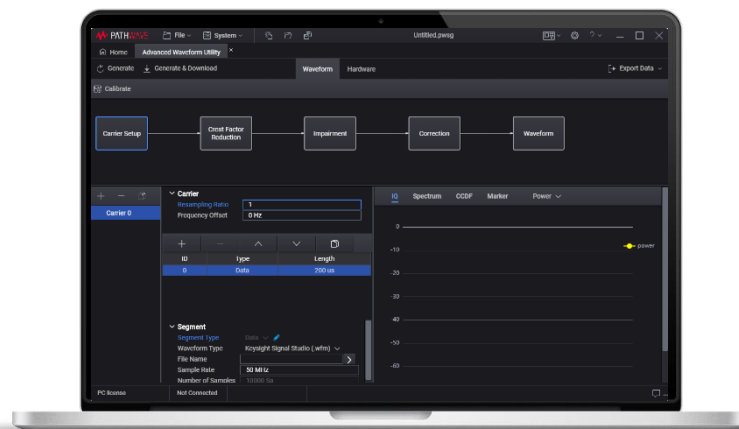 PATHWAVE File System Untitled.pwsg
Home Advanced Waveform Utility
Generate Generate & Download Waveform Hardware Export Data
Calibrate
Carrier Setup
Crest Factor
Reduction
Impairment
Correction
Waveform
Carrier 0
Carrier
Resampling Ratio 1
Frequency Offset 0 Hz
ID Type Length
0 Data 200 us
Segment
Segment Type Data
Waveform Type Keysight Signal Studio (.wfm)
File Name
Sample Rate 50 MHz
Number of Samples 10000 Sa
IQ Spectrum CCDF Marker Power
0
-10
power
-20
-30
-40
-50
-60
PC license Not Connected